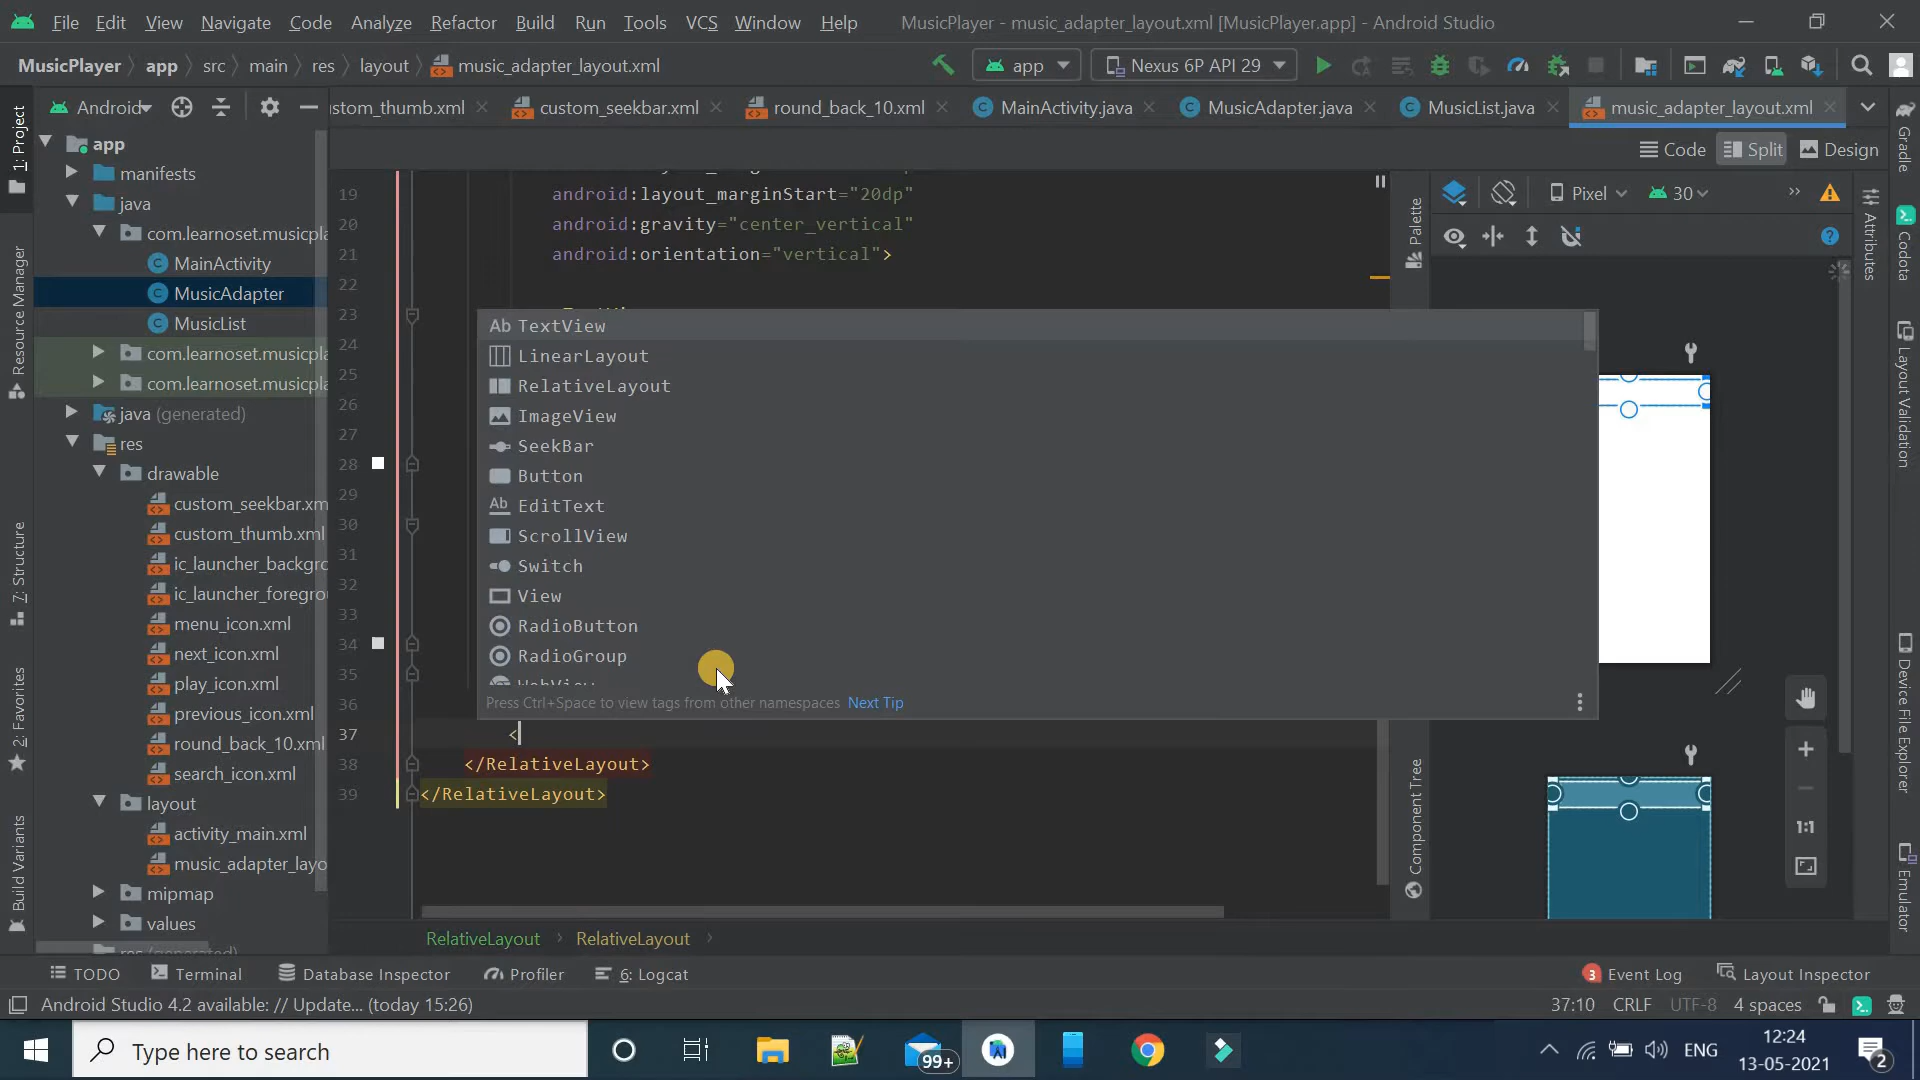 File Edit View Navigate Code Analyze Refactor Build Run Tools VCS Window Help MusicPlayer - music_adapter_layout.xml [MusicPlayer.app] - Android Studio
MusicPlayer app src main res layout music_adapter_layout.xml app Nexus 6P API 29
Android stom_thumb.xml custom_seekbar.xml round_back_10.xml MainActivity.java MusicAdapter.java MusicList.java music_adapter_layout.xml
Code Split Design
1: Project
Resource Manager
7: Structure
2: Favorites
Build Variants
app
manifests
java
com.learnoset.musicpla
MainActivity
MusicAdapter
MusicList
com.learnoset.musicpla
com.learnoset.musicpla
java (generated)
res
drawable
custom_seekbar.xm
custom_thumb.xml
ic_launcher_backgro
ic_launcher_foregrou
menu_icon.xml
next_icon.xml
play_icon.xml
previous_icon.xml
round_back_10.xml
search_icon.xml
layout
activity_main.xml
music_adapter_layo
mipmap
values
19 android:layout_marginStart="20dp"
20 android:gravity="center_vertical"
21 android:orientation="vertical">
22
23
24
25
26
27
28
29
30
31
32
33
34
35
36
37 <
38 </RelativeLayout>
39 </RelativeLayout>
Ab TextView
LinearLayout
RelativeLayout
ImageView
SeekBar
Button
Ab EditText
ScrollView
Switch
View
RadioButton
RadioGroup
Press Ctrl+Space to view tags from other namespaces Next Tip
RelativeLayout RelativeLayout
Palette
Component Tree
Pixel 30
1:1
Attributes
Gradle
Codota
Layout Validation
Device File Explorer
Emulator
TODO Terminal Database Inspector Profiler 6: Logcat 3 Event Log Layout Inspector
Android Studio 4.2 available: // Update... (today 15:26) 37:10 CRLF UTF-8 4 spaces
Type here to search 99+ ENG 12:24
13-05-2021 2